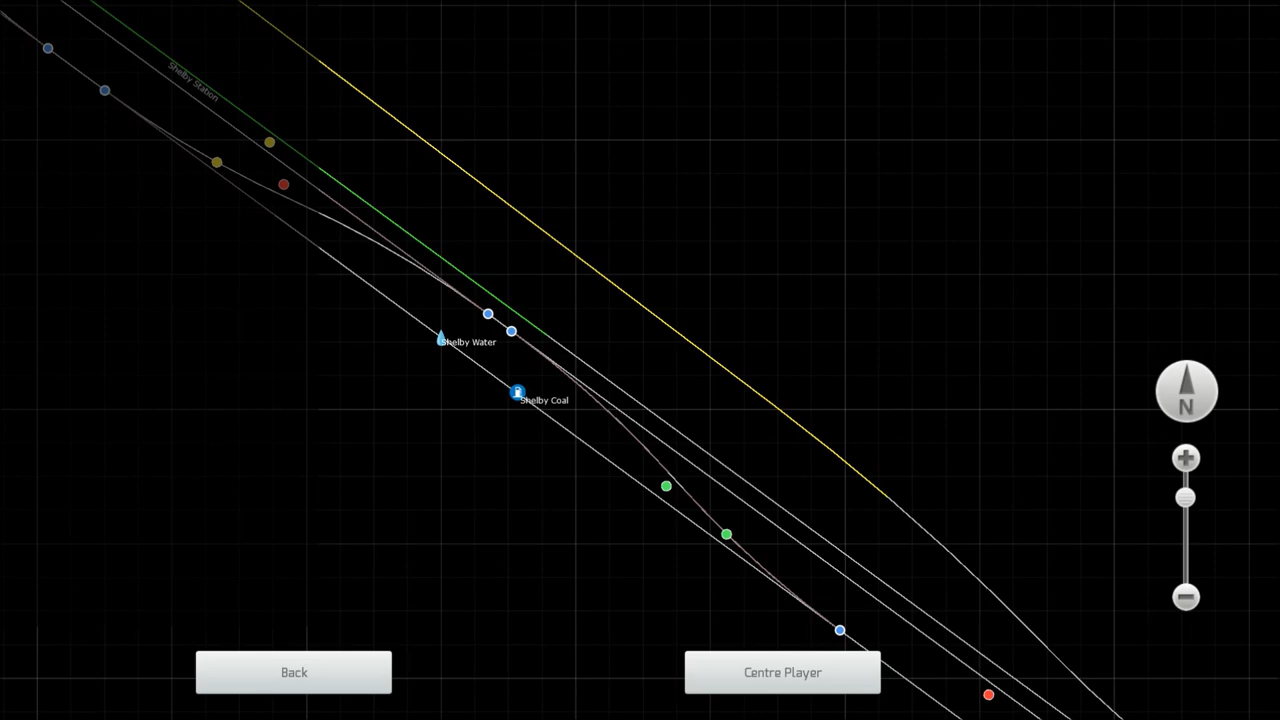 Shelby Station
Shelby Water
Shelby Coal
N
Back
Centre Player